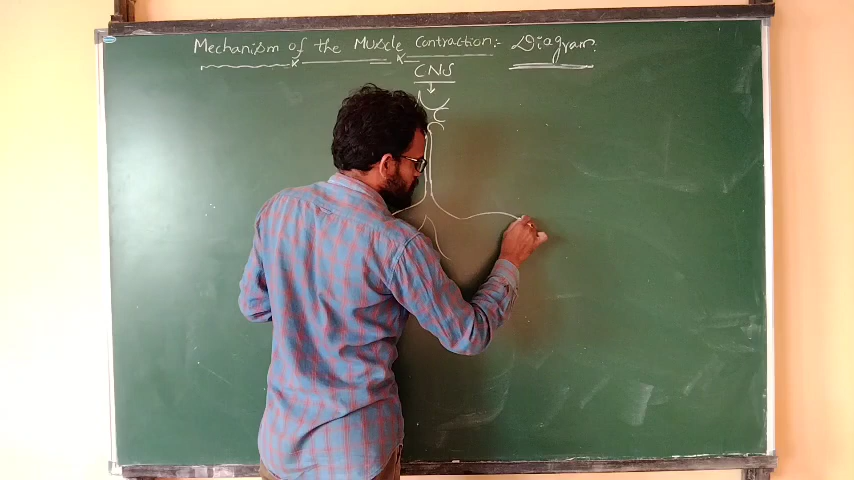 Mechanism of the Muscle Contraction:- Diagram:
CNS